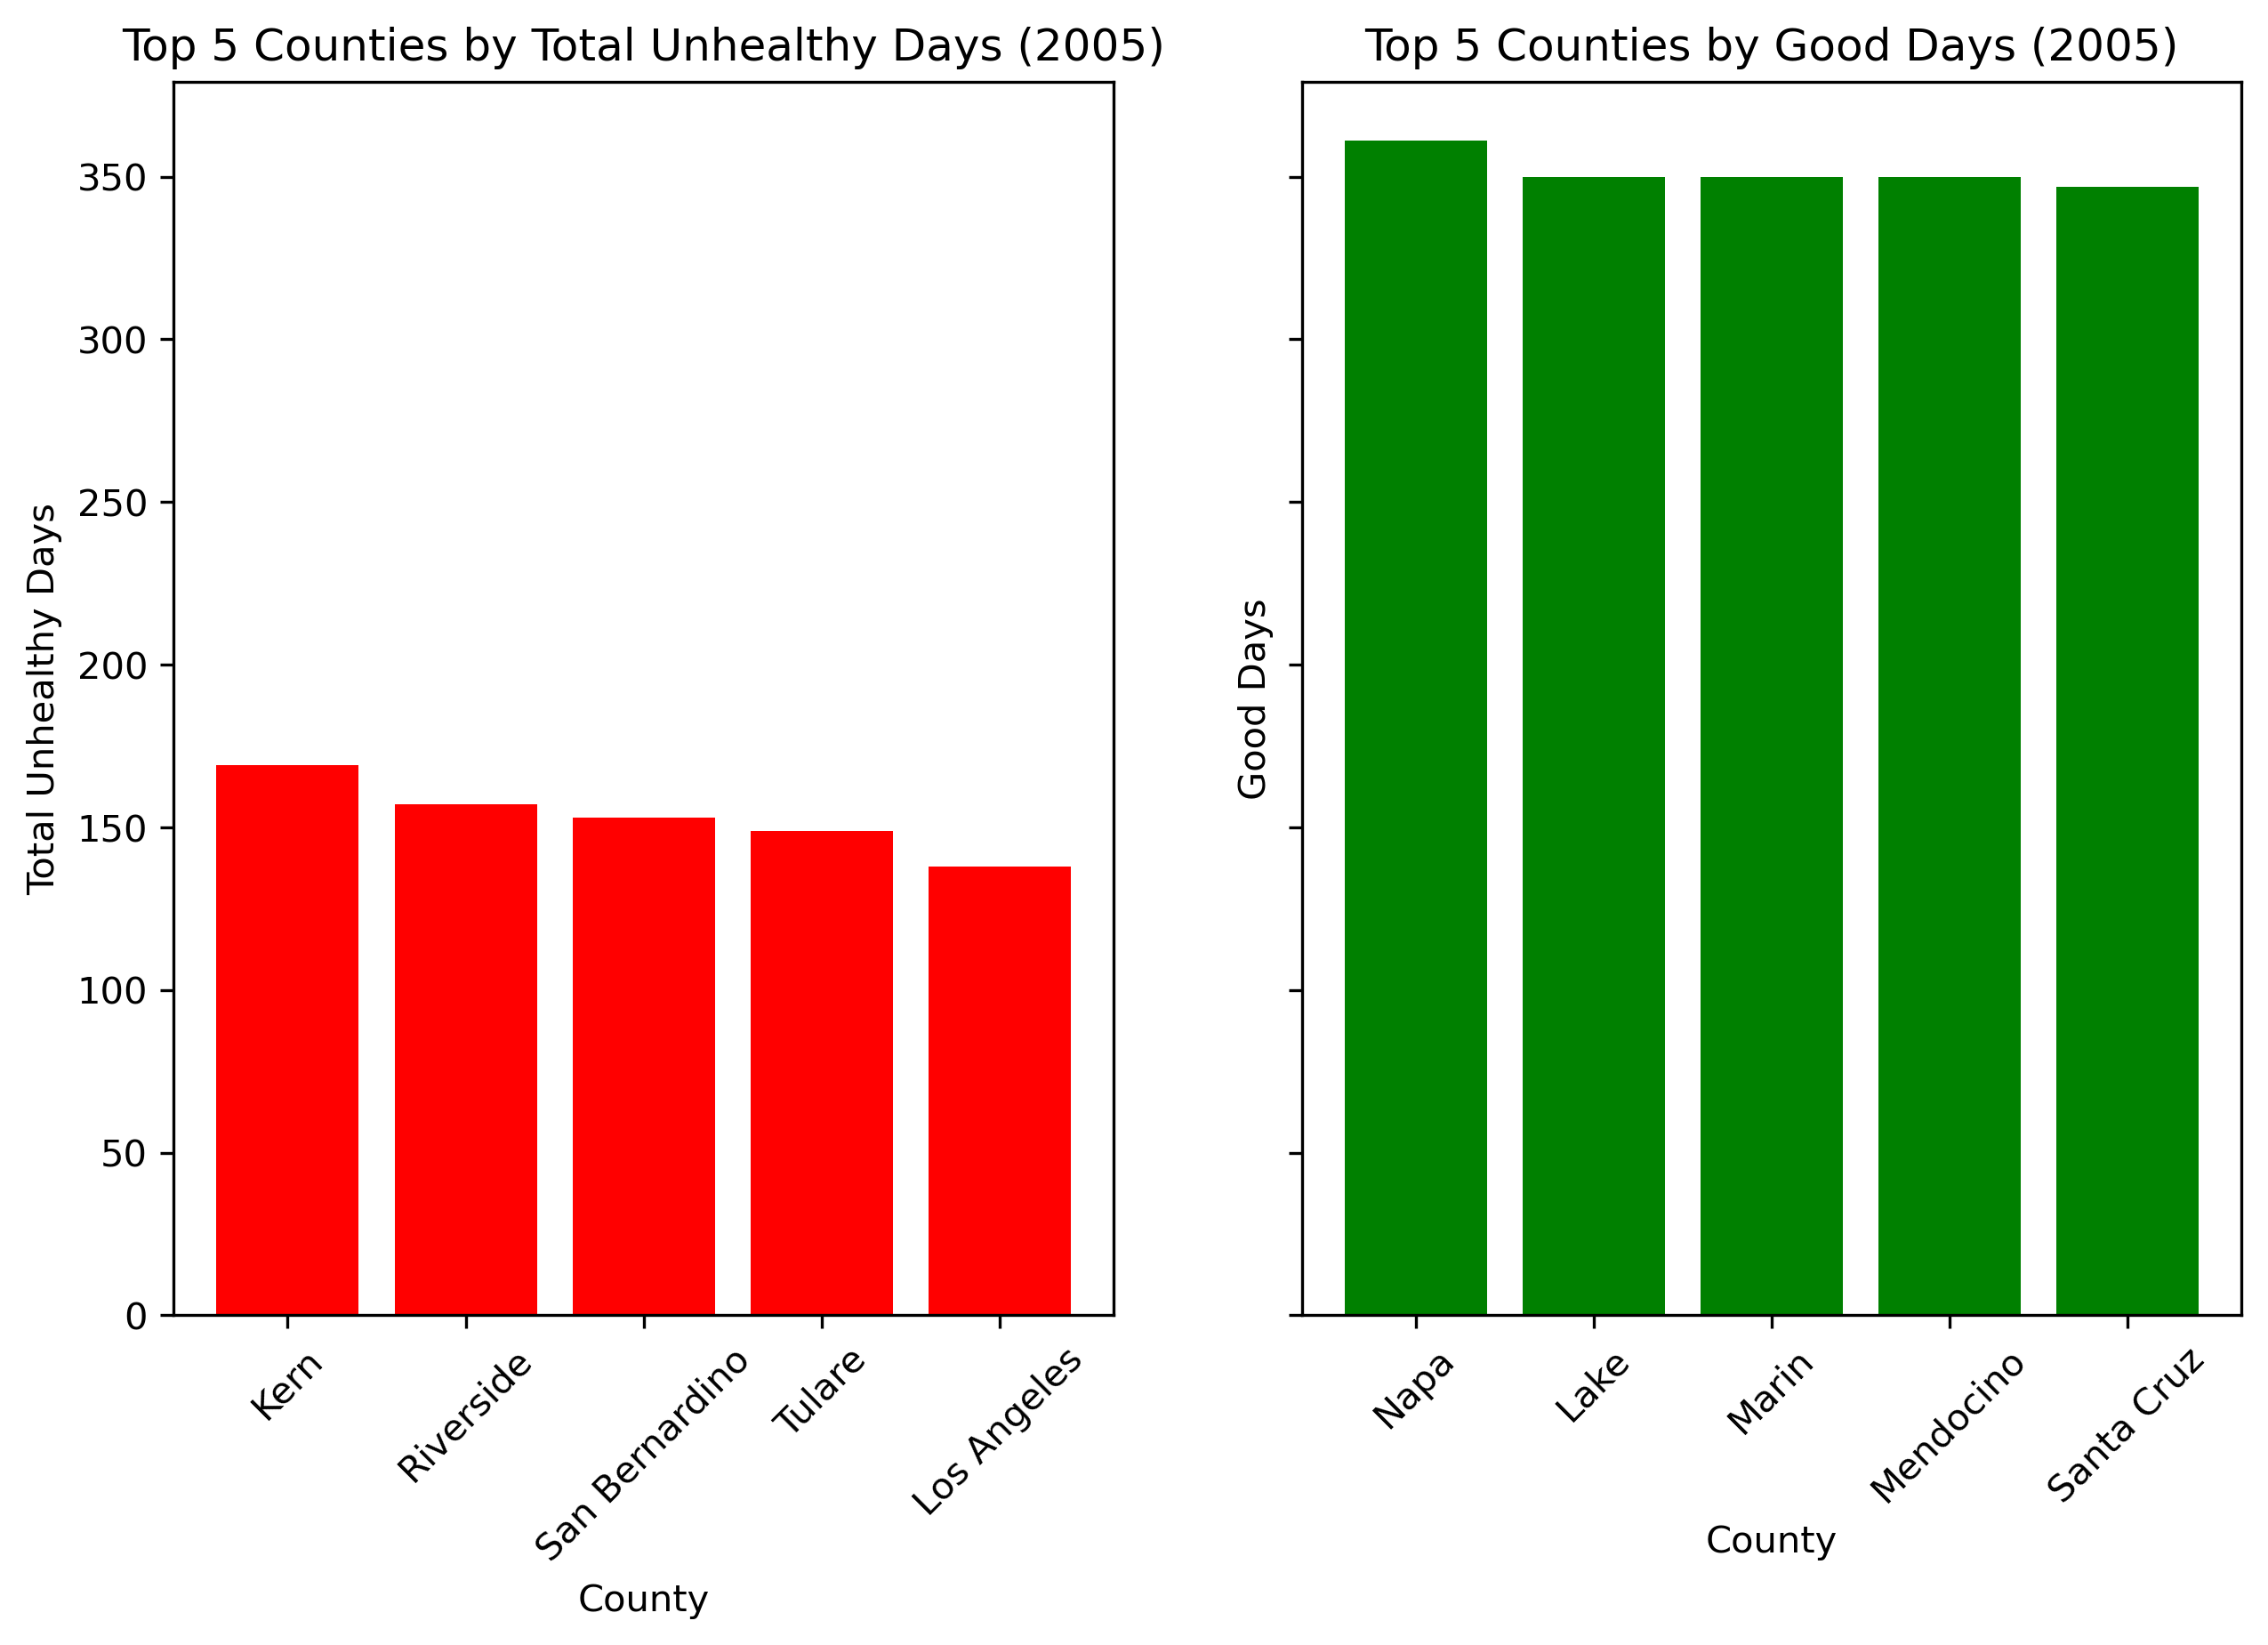 Top 5 Counties by Total Unhealthy Days (2005)
Total Unhealthy Days
350
300
250
200
150
100
50
0
Kern
Riverside
San Bernardino
Tulare
Los Angeles
County
Top 5 Counties by Good Days (2005)
Good Days
Napa
Lake
Marin
Mendocino
Santa Cruz
County